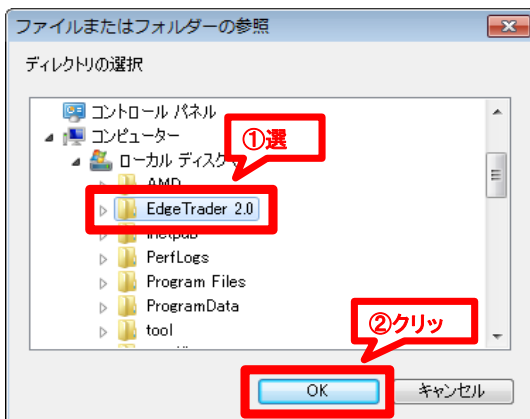 ファイルまたはフォルダーの参照
ディレクトリの選択
コントロール パネル
コンピューター
①選
ローカル ディスク
AMD
EdgeTrader 2.0
inetpub
PerfLogs
Program Files
ProgramData
②クリッ
tool
OK
キャンセル